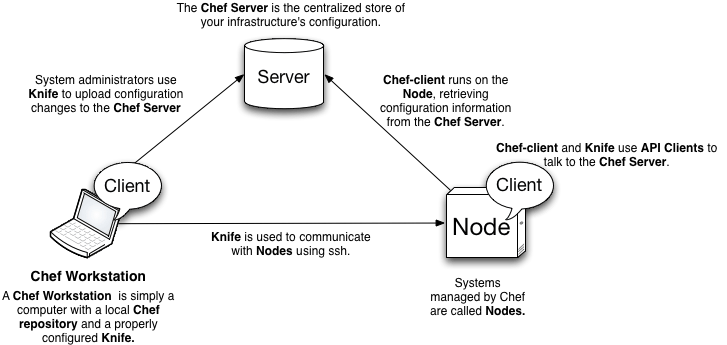 The Chef Server is the centralized store of
your infrastructure's configuration.
Server
System administrators use
Knife to upload configuration
changes to the Chef Server
Chef-client runs on the
Node, retrieving
configuration information
from the Chef Server.
Chef-client and Knife use API Clients to
talk to the Chef Server.
Client
Client
Node
Knife is used to communicate
with Nodes using ssh.
Chef Workstation
A Chef Workstation is simply a
computer with a local Chef
repository and a properly
configured Knife.
Systems
managed by Chef
are called Nodes.